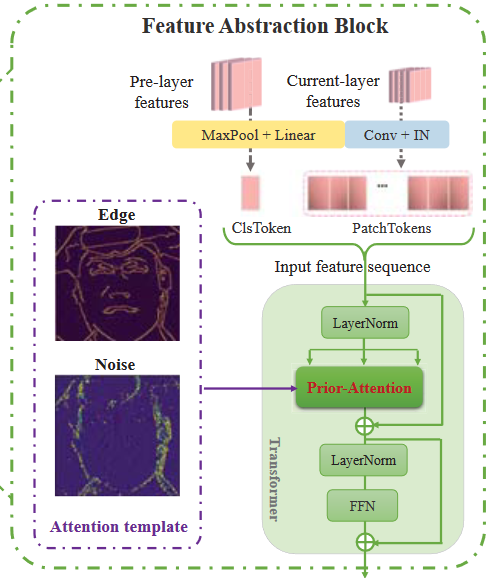 Feature Abstraction Block
Pre-layer
features
Current-layer
features
MaxPool + Linear
Conv + IN
ClsToken
PatchTokens
Input feature sequence
Edge
Noise
Attention template
LayerNorm
Prior-Attention
LayerNorm
FFN
Transformer